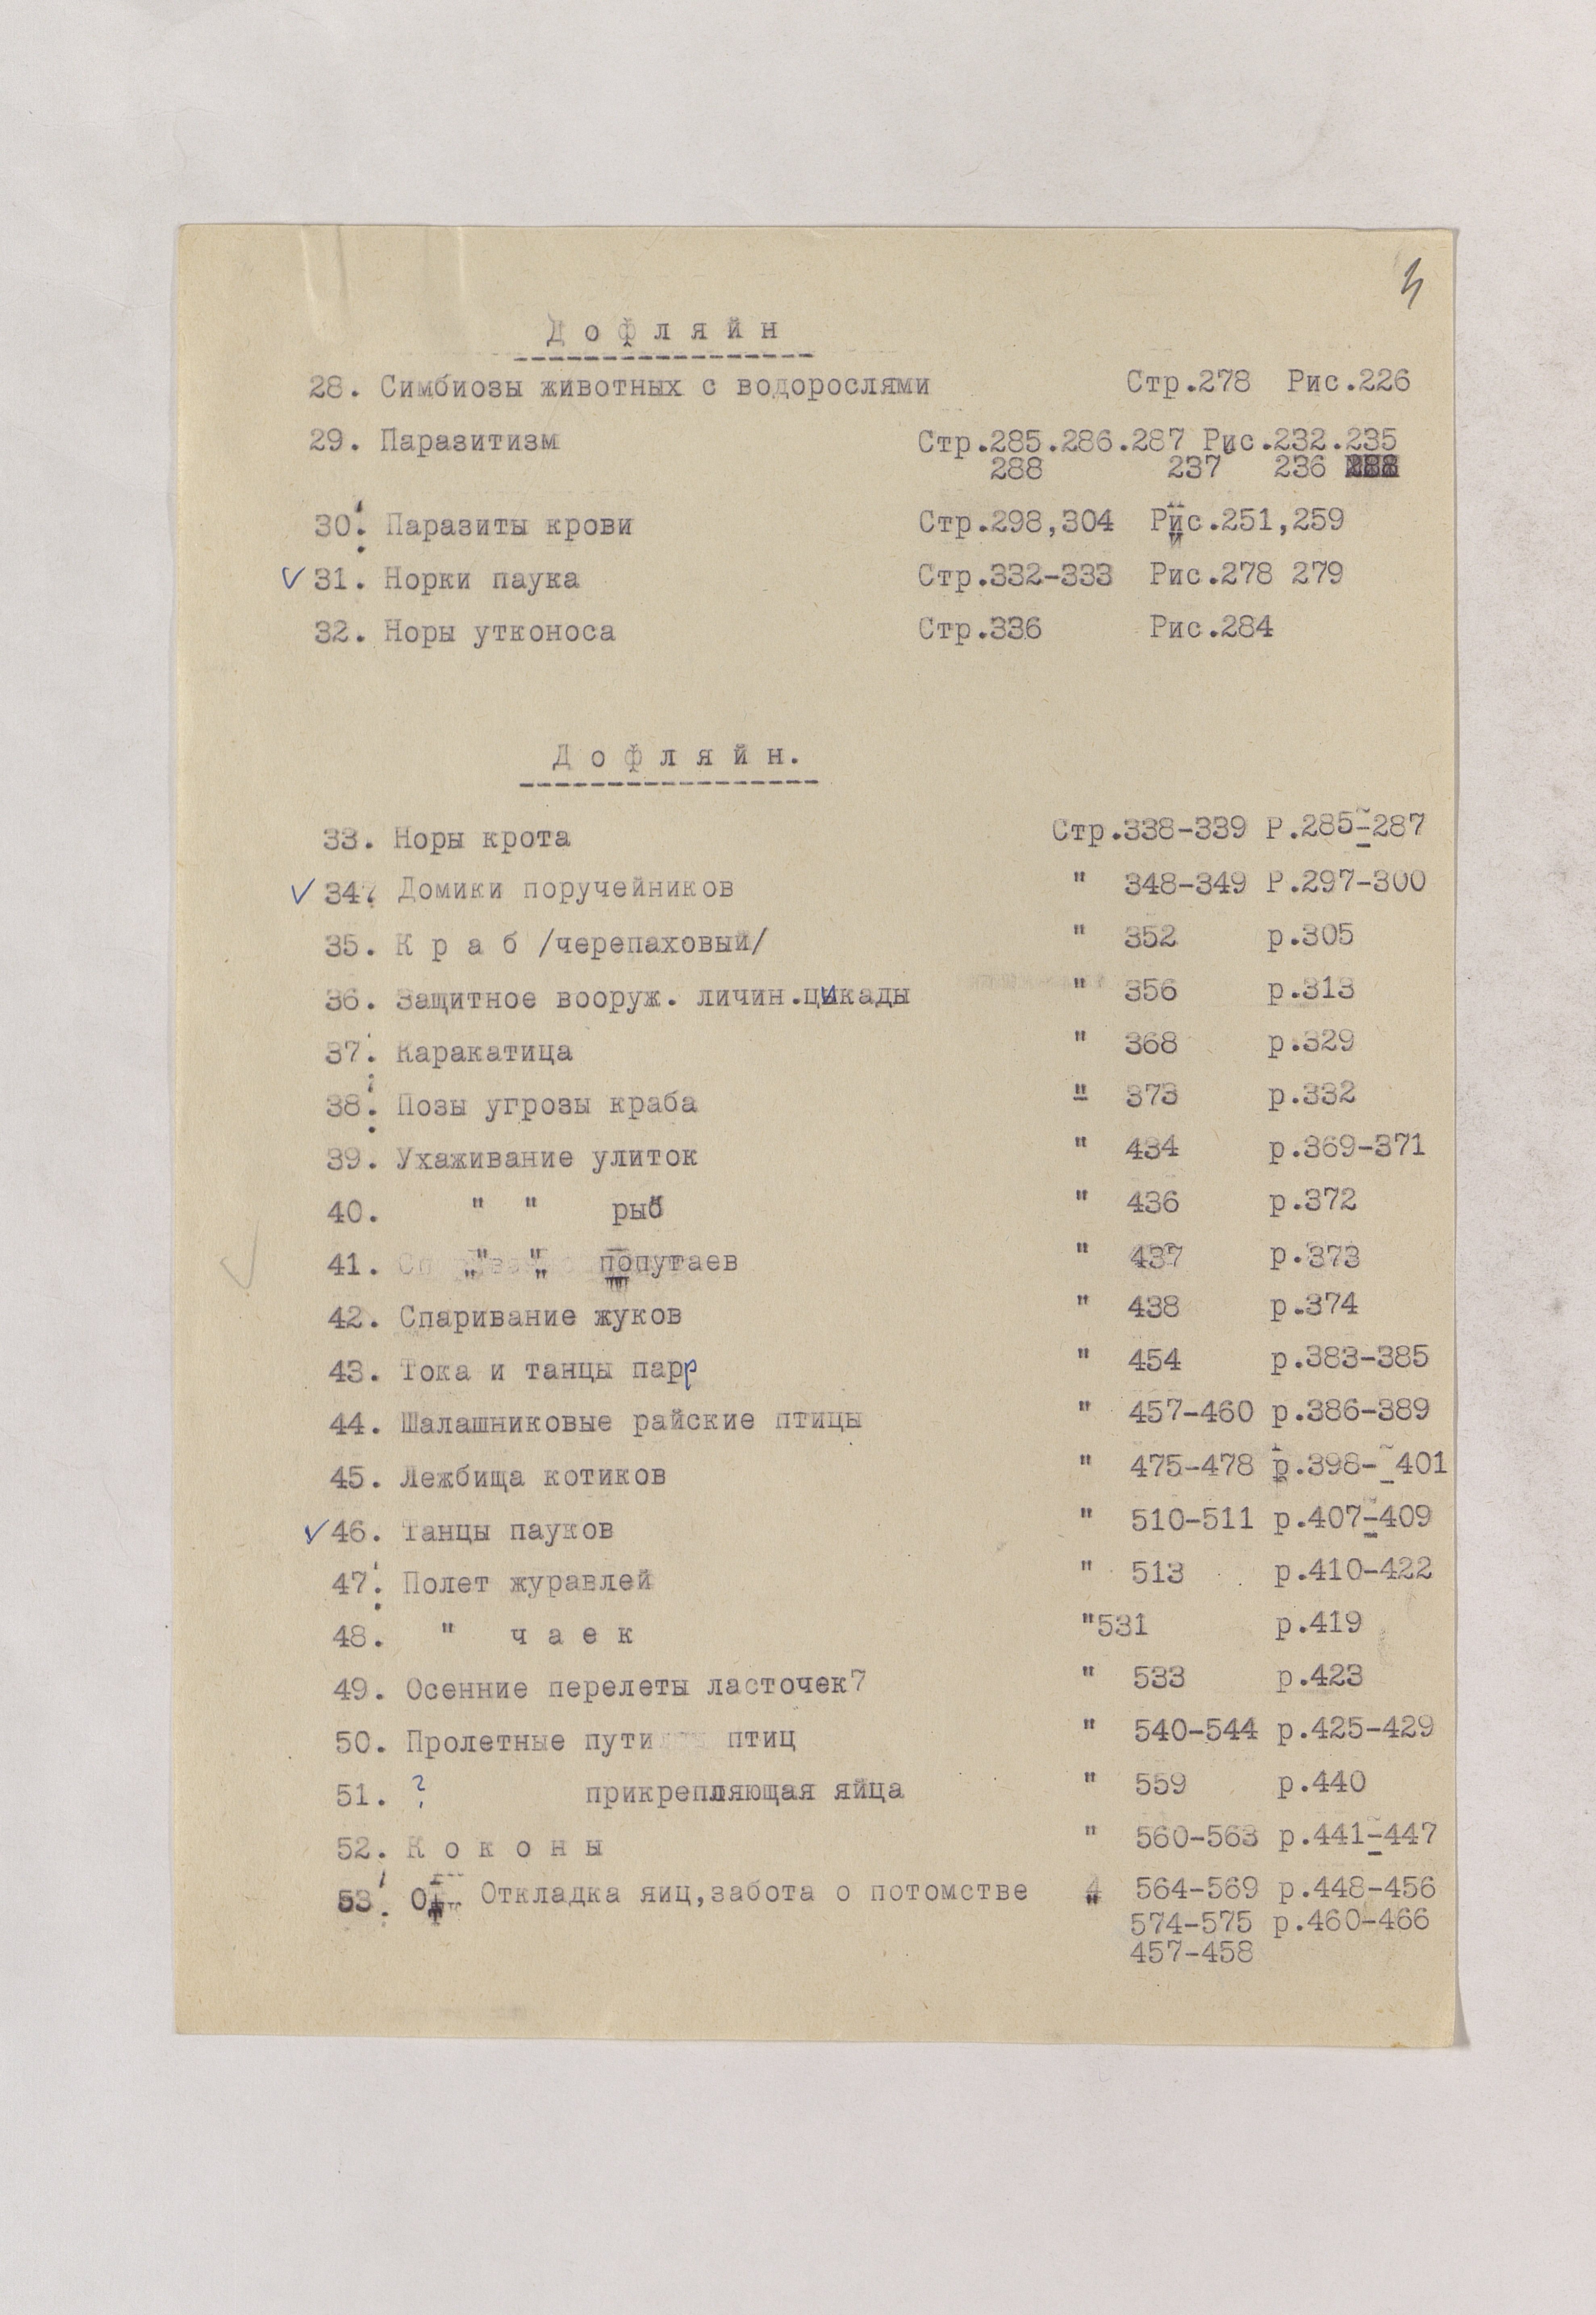 Д о ф л я й н
28. Симбиозы животных с водорослями Стр.278 Рис.226
29. Паразитизм Стр.285.286.287 Рис.232.235
288 237 236
30. Паразиты крови Стр.298,304 Рис.251,259
✓ 31. Норки паука Стр.332-333 Рис.278 279
32. Норы утконоса Стр.336 Рис.284
Д о ф л я й н.
33. Норы крота Стр.338-339 Р.285-287
✓ 34? Домики поручейников " 348-349 Р.297-300
35. К р а б /черепаховый/ " 352 р.305
36. Защитное вооруж. личин.цикады " 356 р.313
37. Каракатица " 368 р.329
38. Позы угрозы краба " 373 р.332
39. Ухаживание улиток " 434 р.369-371
40. " " рыб " 436 р.372
41. " " попугаев " 437 р.373
42. Спаривание жуков " 438 р.374
43. Тока и танцы парр " 454 р.383-385
44. Шалашниковые райские птицы " 457-460 р.386-389
45. Лежбища котиков " 475-478 р.398- 401
✓ 46. Танцы пауков " 510-511 р.407-409
47. Полет журавлей " 513 р.410-422
48. " ч а е к "531 р.419
49. Осенние перелеты ласточек7 " 533 р.423
50. Пролетные пути птиц " 540-544 р.425-429
51. ? прикрепляющая яйца " 559 р.440
52. К о к о н ы " 560-563 р.441-447
53. Откладка яиц,забота о потомстве " 564-569 р.448-456
574-575 р.460-466
457-458